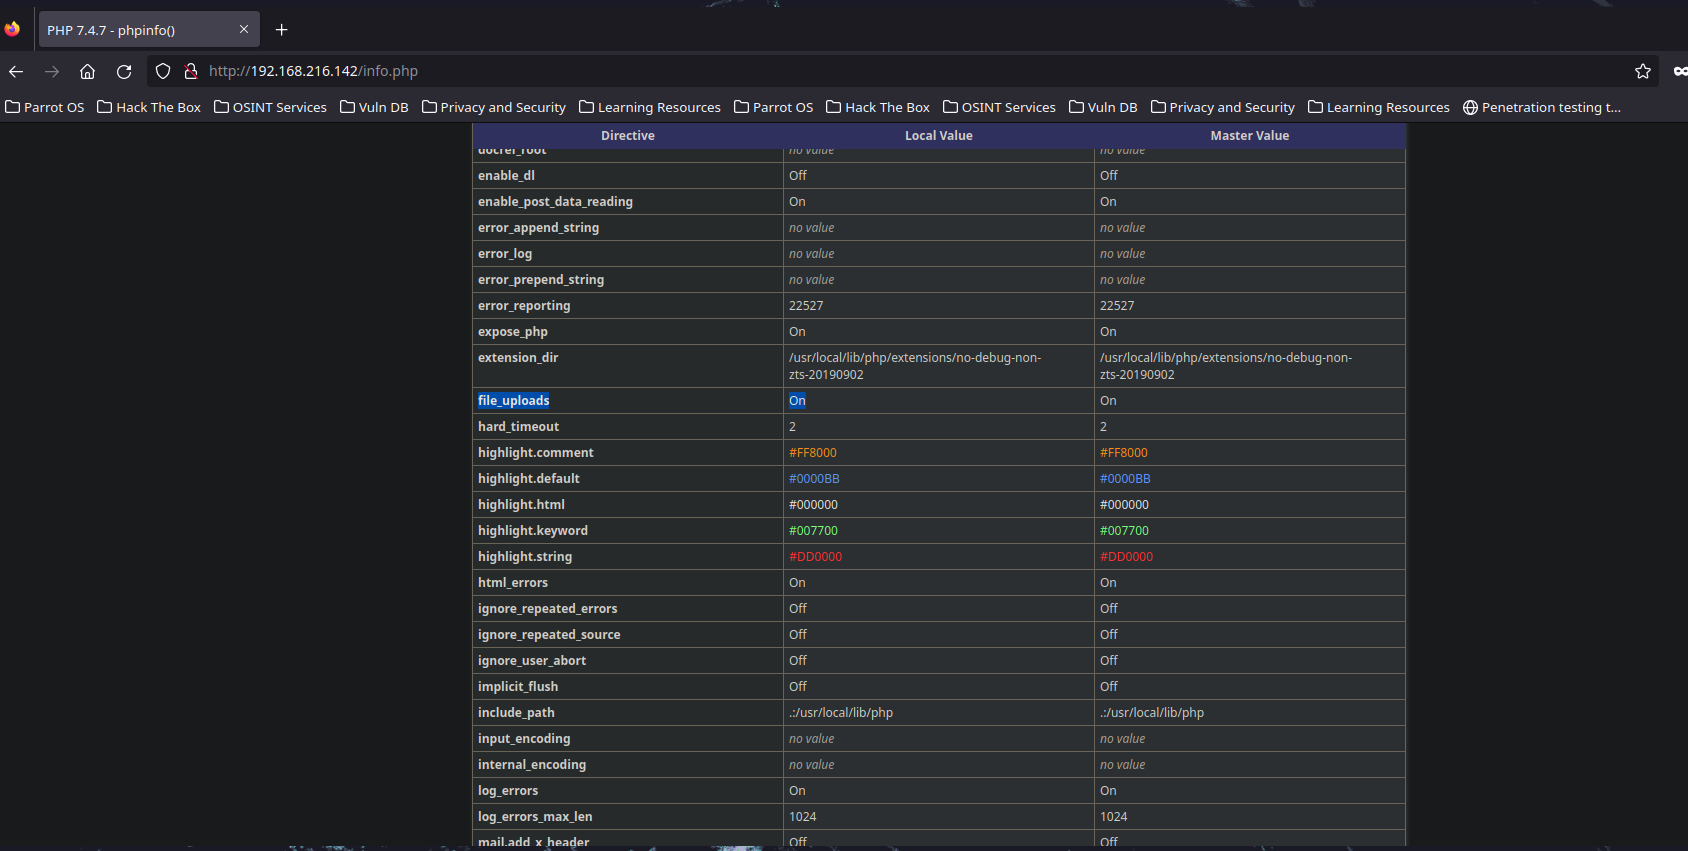 PHP 7.4.7 - phpinfo()
http://192.168.216.142/info.php
Parrot OS Hack The Box OSINT Services Vuln DB Privacy and Security Learning Resources Parrot OS Hack The Box OSINT Services Vuln DB Privacy and Security Learning Resources Penetration testing t...
Directive Local Value Master Value
docref_root no value no value
enable_dl Off Off
enable_post_data_reading On On
error_append_string no value no value
error_log no value no value
error_prepend_string no value no value
error_reporting 22527 22527
expose_php On On
extension_dir /usr/local/lib/php/extensions/no-debug-non- /usr/local/lib/php/extensions/no-debug-non-
zts-20190902 zts-20190902
file_uploads On On
hard_timeout 2 2
highlight.comment #FF8000 #FF8000
highlight.default #0000BB #0000BB
highlight.html #000000 #000000
highlight.keyword #007700 #007700
highlight.string #DD0000 #DD0000
html_errors On On
ignore_repeated_errors Off Off
ignore_repeated_source Off Off
ignore_user_abort Off Off
implicit_flush Off Off
include_path .:/usr/local/lib/php .:/usr/local/lib/php
input_encoding no value no value
internal_encoding no value no value
log_errors On On
log_errors_max_len 1024 1024
mail.add_x_header Off Off